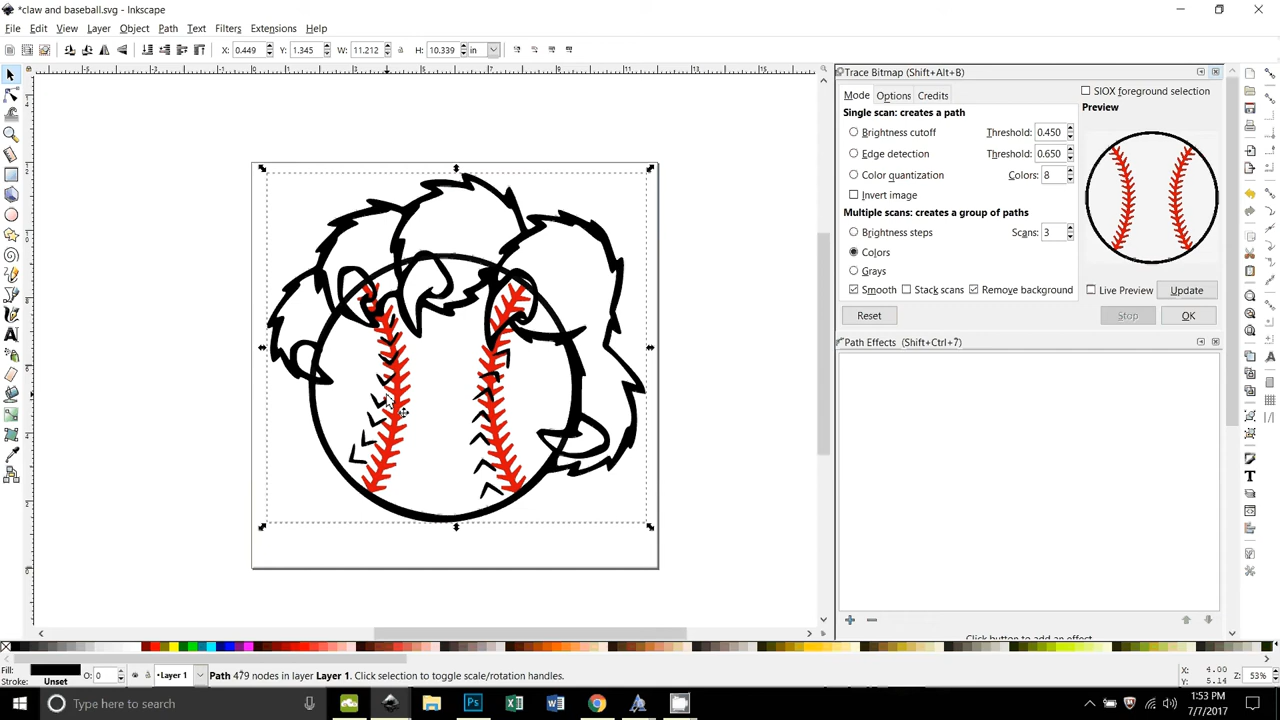 *claw and baseball.svg - Inkscape
File Edit View Layer Object Path Text Filters Extensions Help
X: 0.449 Y: 1.345 W: 11.212 H: 10.339 in
Trace Bitmap (Shift+Alt+B)
Mode Options Credits
SIOX foreground selection
Preview
Single scan: creates a path
Brightness cutoff Threshold: 0.450
Edge detection Threshold: 0.650
Color quantization Colors: 8
Invert image
Multiple scans: creates a group of paths
Brightness steps Scans: 3
Colors
Grays
Smooth Stack scans Remove background
Live Preview Update
Reset Stop OK
Path Effects (Shift+Ctrl+7)
Click button to add an effect
Fill:
Stroke: Unset
O: 0
•Layer 1
Path 479 nodes in layer Layer 1. Click selection to toggle scale/rotation handles.
X: 4.00
Y: 5.14
Z: 53%
Type here to search
1:53 PM
7/7/2017